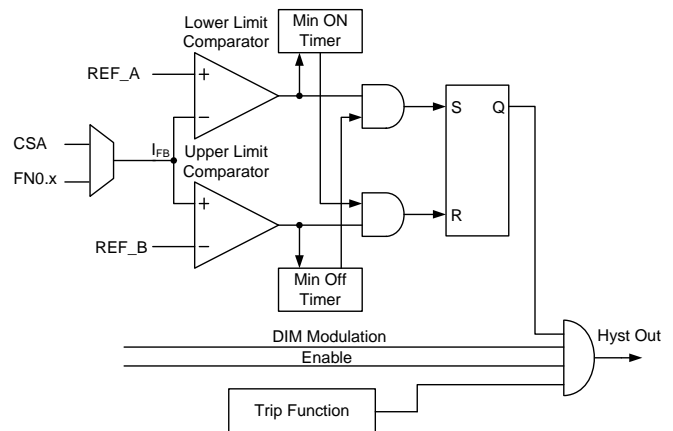 Lower Limit
Comparator
Min ON
Timer
REF_A
+
−
S
Q
CSA
IFB
FN0.x
Upper Limit
Comparator
+
−
R
REF_B
Min Off
Timer
DIM Modulation
Hyst Out
Enable
Trip Function